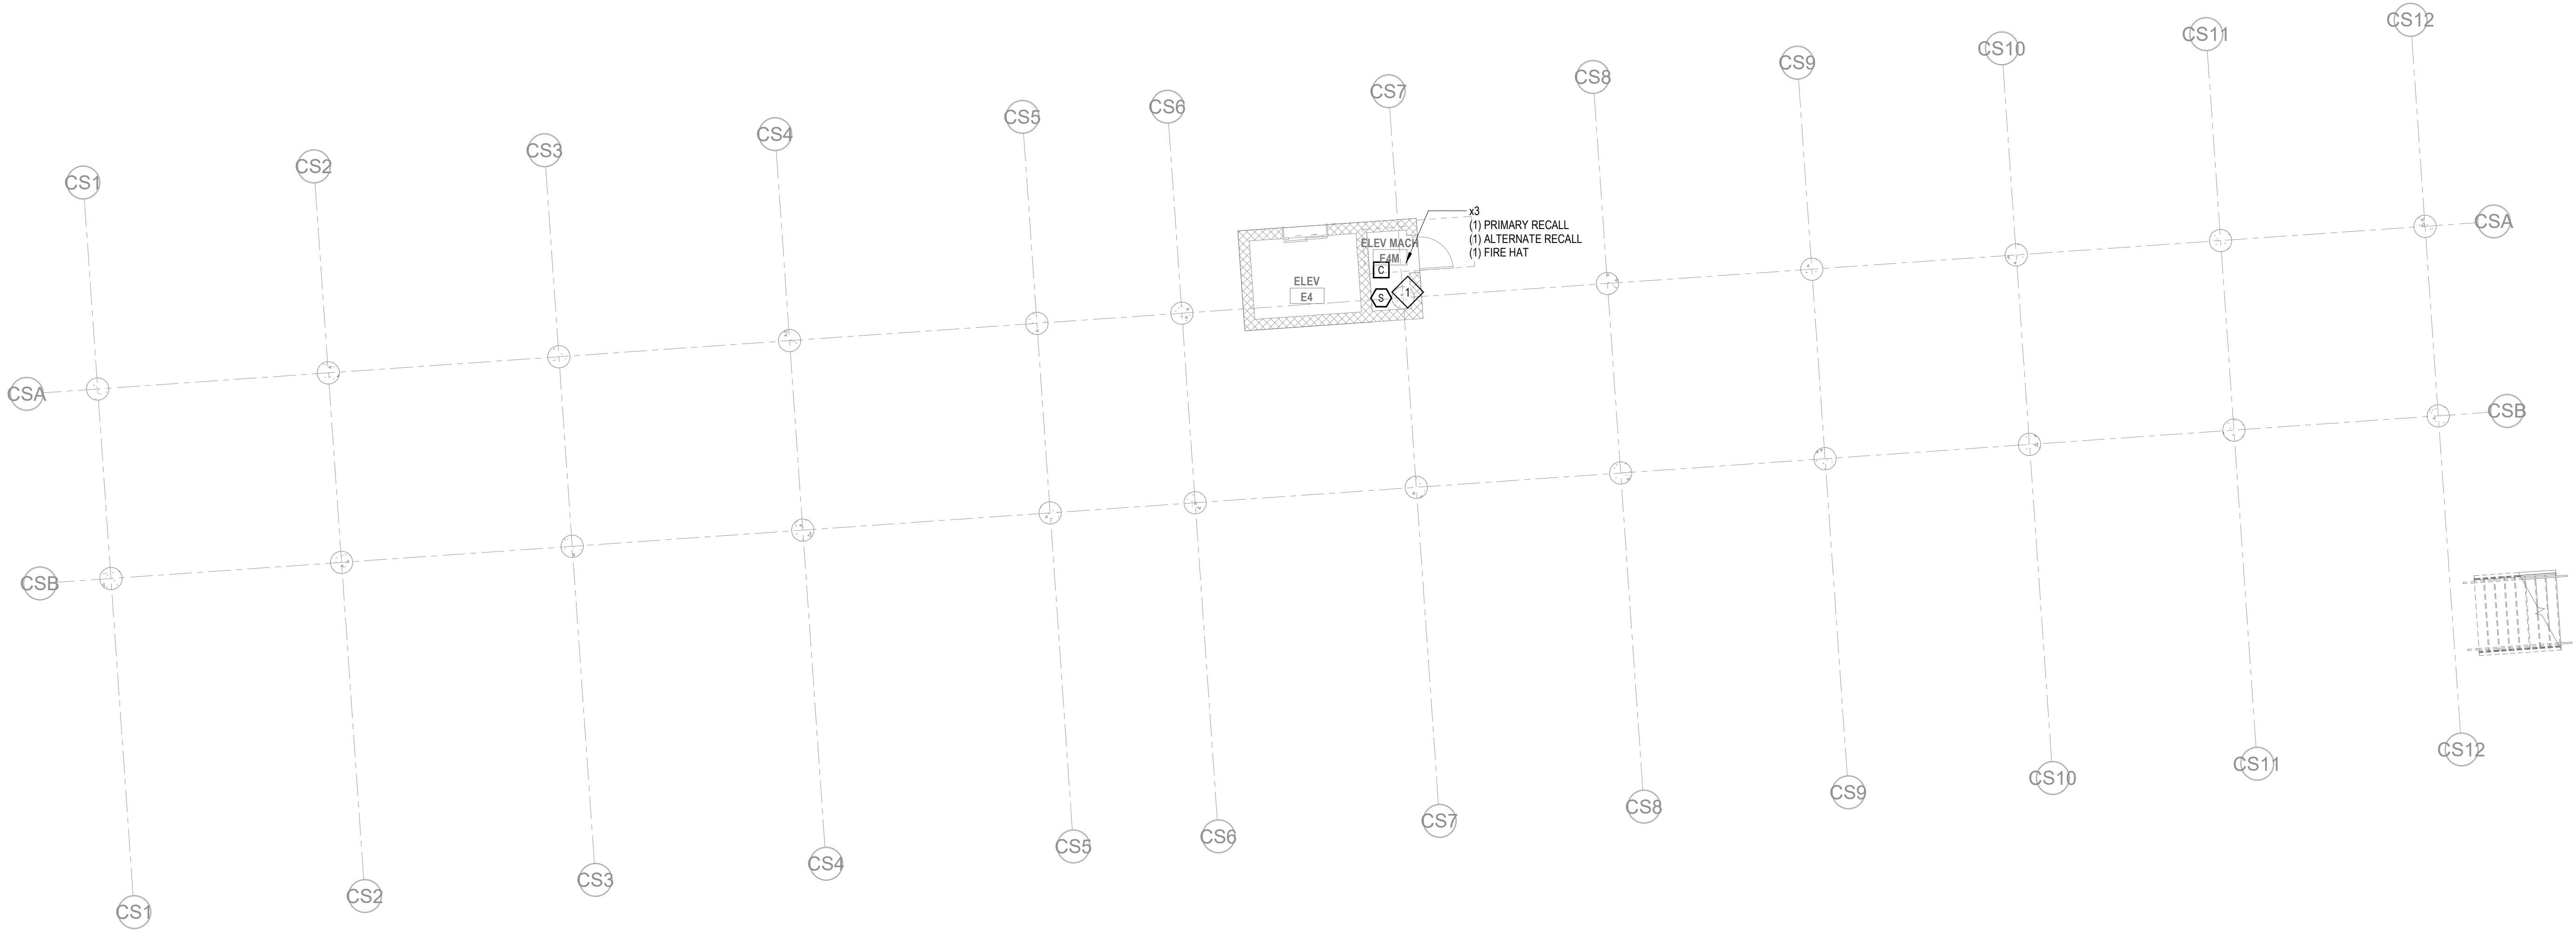 CS12
CS11
CS10
CS9
CS8
CS7
CS6
CS5
CS4
CS3
CS2
CS1
x3
(1) PRIMARY RECALL
(1) ALTERNATE RECALL
(1) FIRE HAT
ELEV MACH
E4M
C
ELEV
E4
S
1
CSA
CSA
CSB
CSB
CS12
CS11
CS10
CS9
CS8
CS7
CS6
CS5
CS4
CS3
CS2
CS1